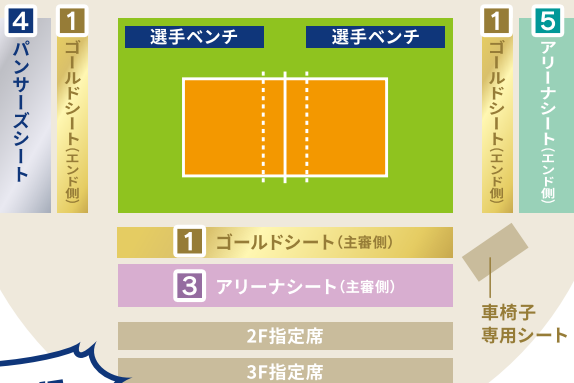 4
パンサーズシート
1
ゴールドシート（エンド側）
選手ベンチ
選手ベンチ
1
ゴールドシート（エンド側）
5
アリーナシート（エンド側）
1 ゴールドシート（主審側）
3 アリーナシート（主審側）
車椅子
専用シート
2F指定席
3F指定席